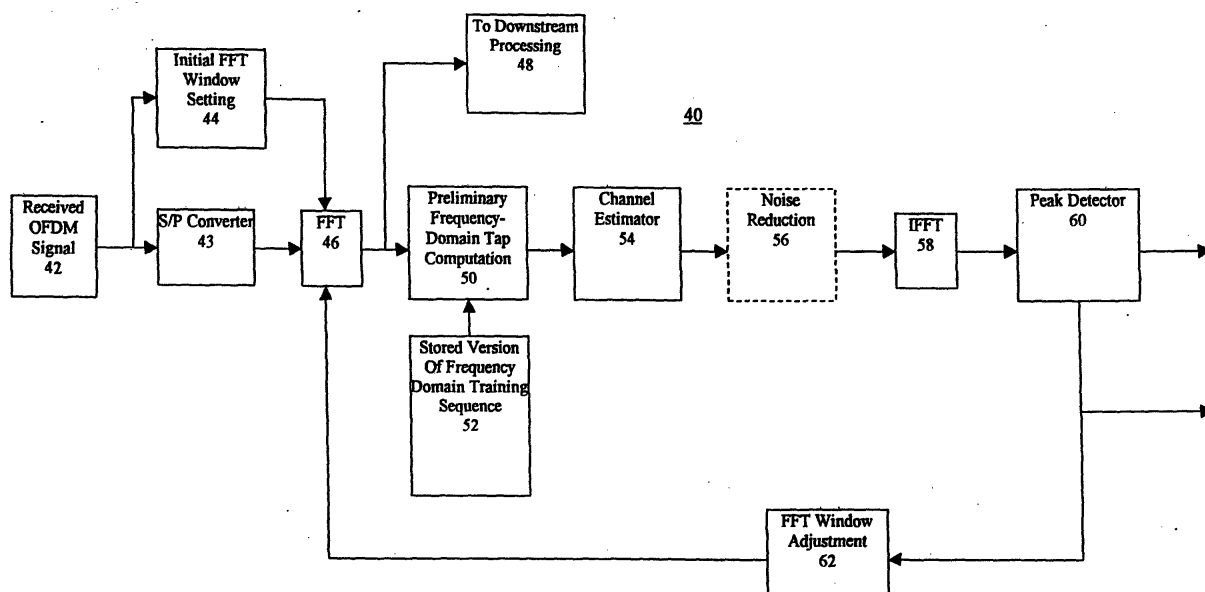 To Downstream
Processing
48
Initial FFT
Window
Setting
44
40
Received
OFDM
Signal
42
S/P Converter
43
FFT
46
Preliminary
Frequency-
Domain Tap
Computation
50
Channel
Estimator
54
Noise
Reduction
56
IFFT
58
Peak Detector
60
Stored Version
Of Frequency
Domain Training
Sequence
52
FFT Window
Adjustment
62